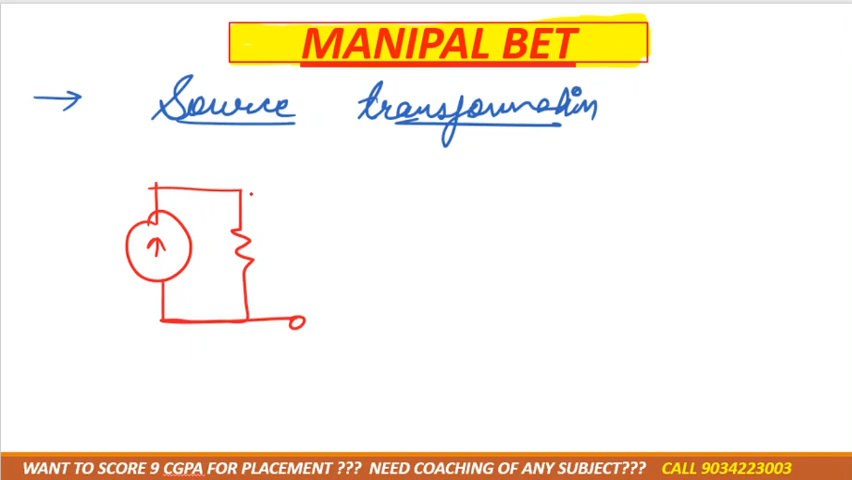 MANIPAL BET
→ Source transformation
WANT TO SCORE 9 CGPA FOR PLACEMENT ??? NEED COACHING OF ANY SUBJECT??? CALL 9034223003